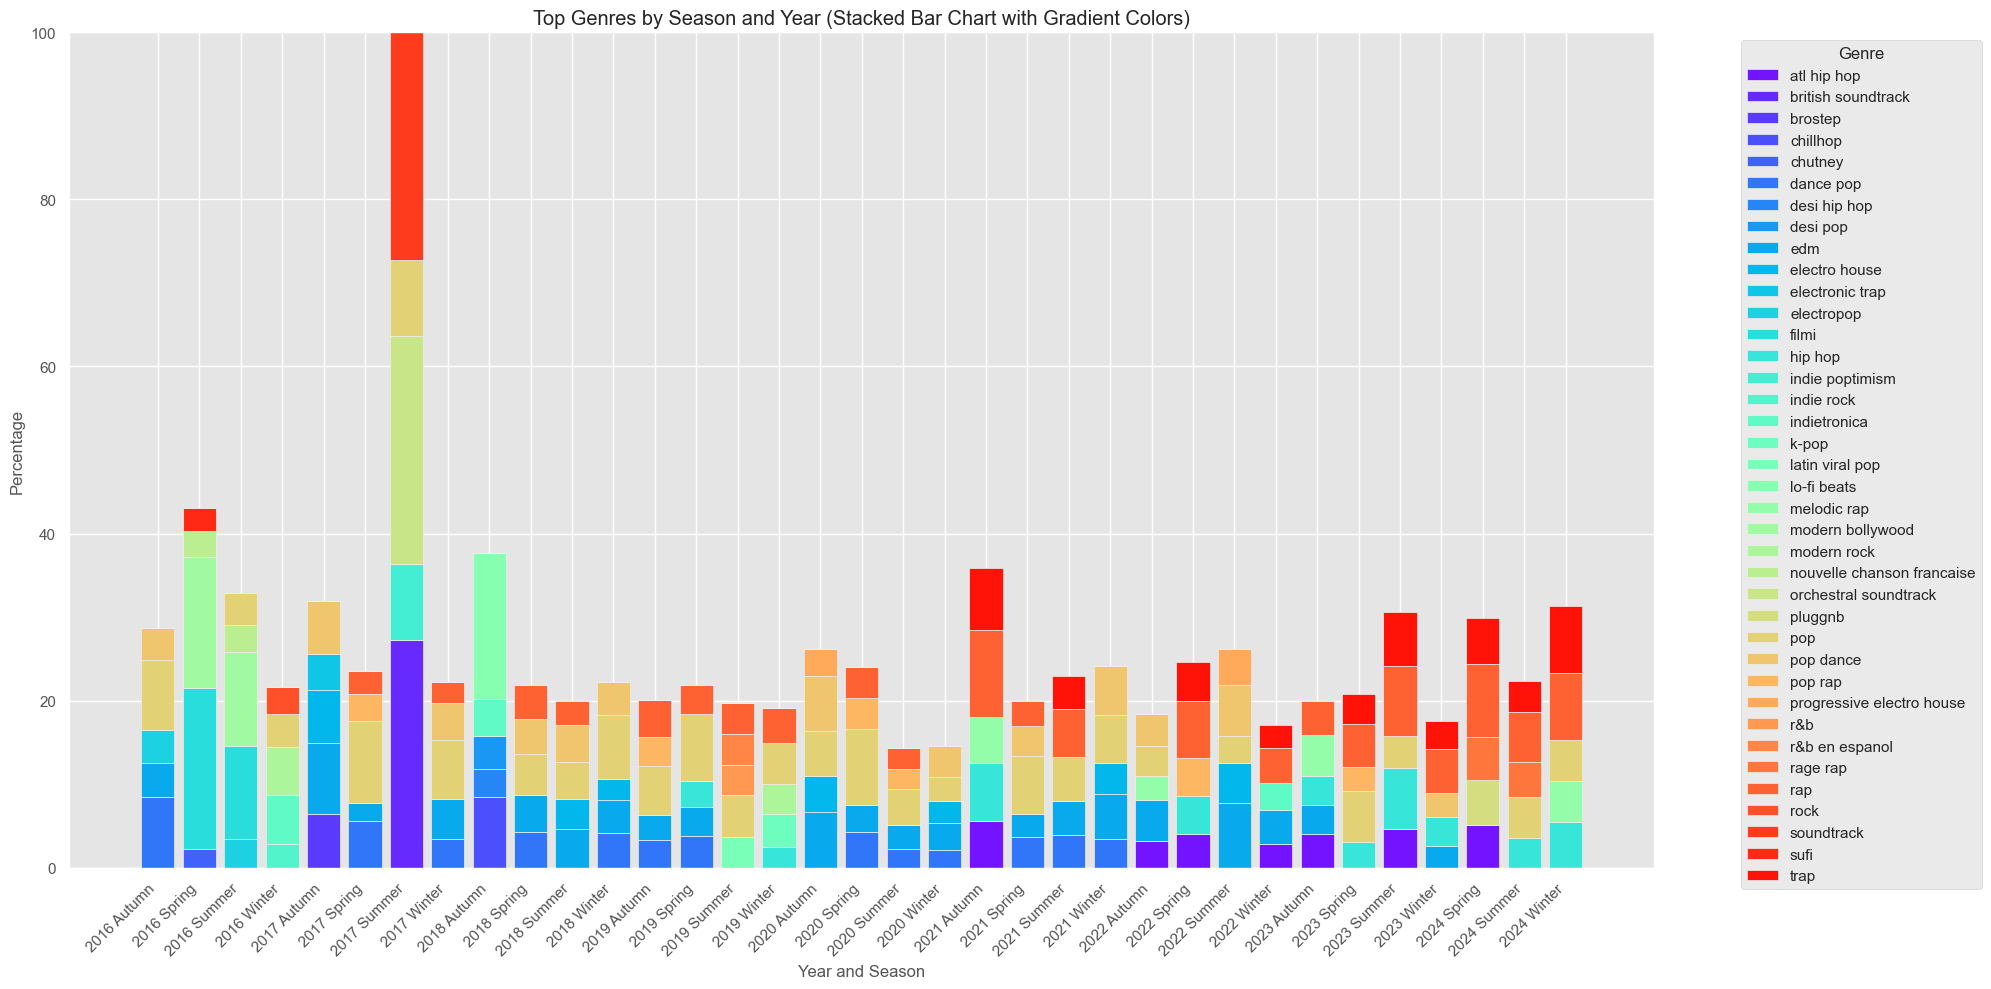 Top Genres by Season and Year (Stacked Bar Chart with Gradient Colors)
Percentage
100
80
60
40
20
0
2016 Autumn
2016 Spring
2016 Summer
2016 Winter
2017 Autumn
2017 Spring
2017 Summer
2017 Winter
2018 Autumn
2018 Spring
2018 Summer
2018 Winter
2019 Autumn
2019 Spring
2019 Summer
2019 Winter
2020 Autumn
2020 Spring
2020 Summer
2020 Winter
2021 Autumn
2021 Spring
2021 Summer
2021 Winter
2022 Autumn
2022 Spring
2022 Summer
2022 Winter
2023 Autumn
2023 Spring
2023 Summer
2023 Winter
2024 Spring
2024 Summer
2024 Winter
Year and Season
Genre
atl hip hop
british soundtrack
brostep
chillhop
chutney
dance pop
desi hip hop
desi pop
edm
electro house
electronic trap
electropop
filmi
hip hop
indie poptimism
indie rock
indietronica
k-pop
latin viral pop
lo-fi beats
melodic rap
modern bollywood
modern rock
nouvelle chanson francaise
orchestral soundtrack
pluggnb
pop
pop dance
pop rap
progressive electro house
r&b
r&b en espanol
rage rap
rap
rock
soundtrack
sufi
trap